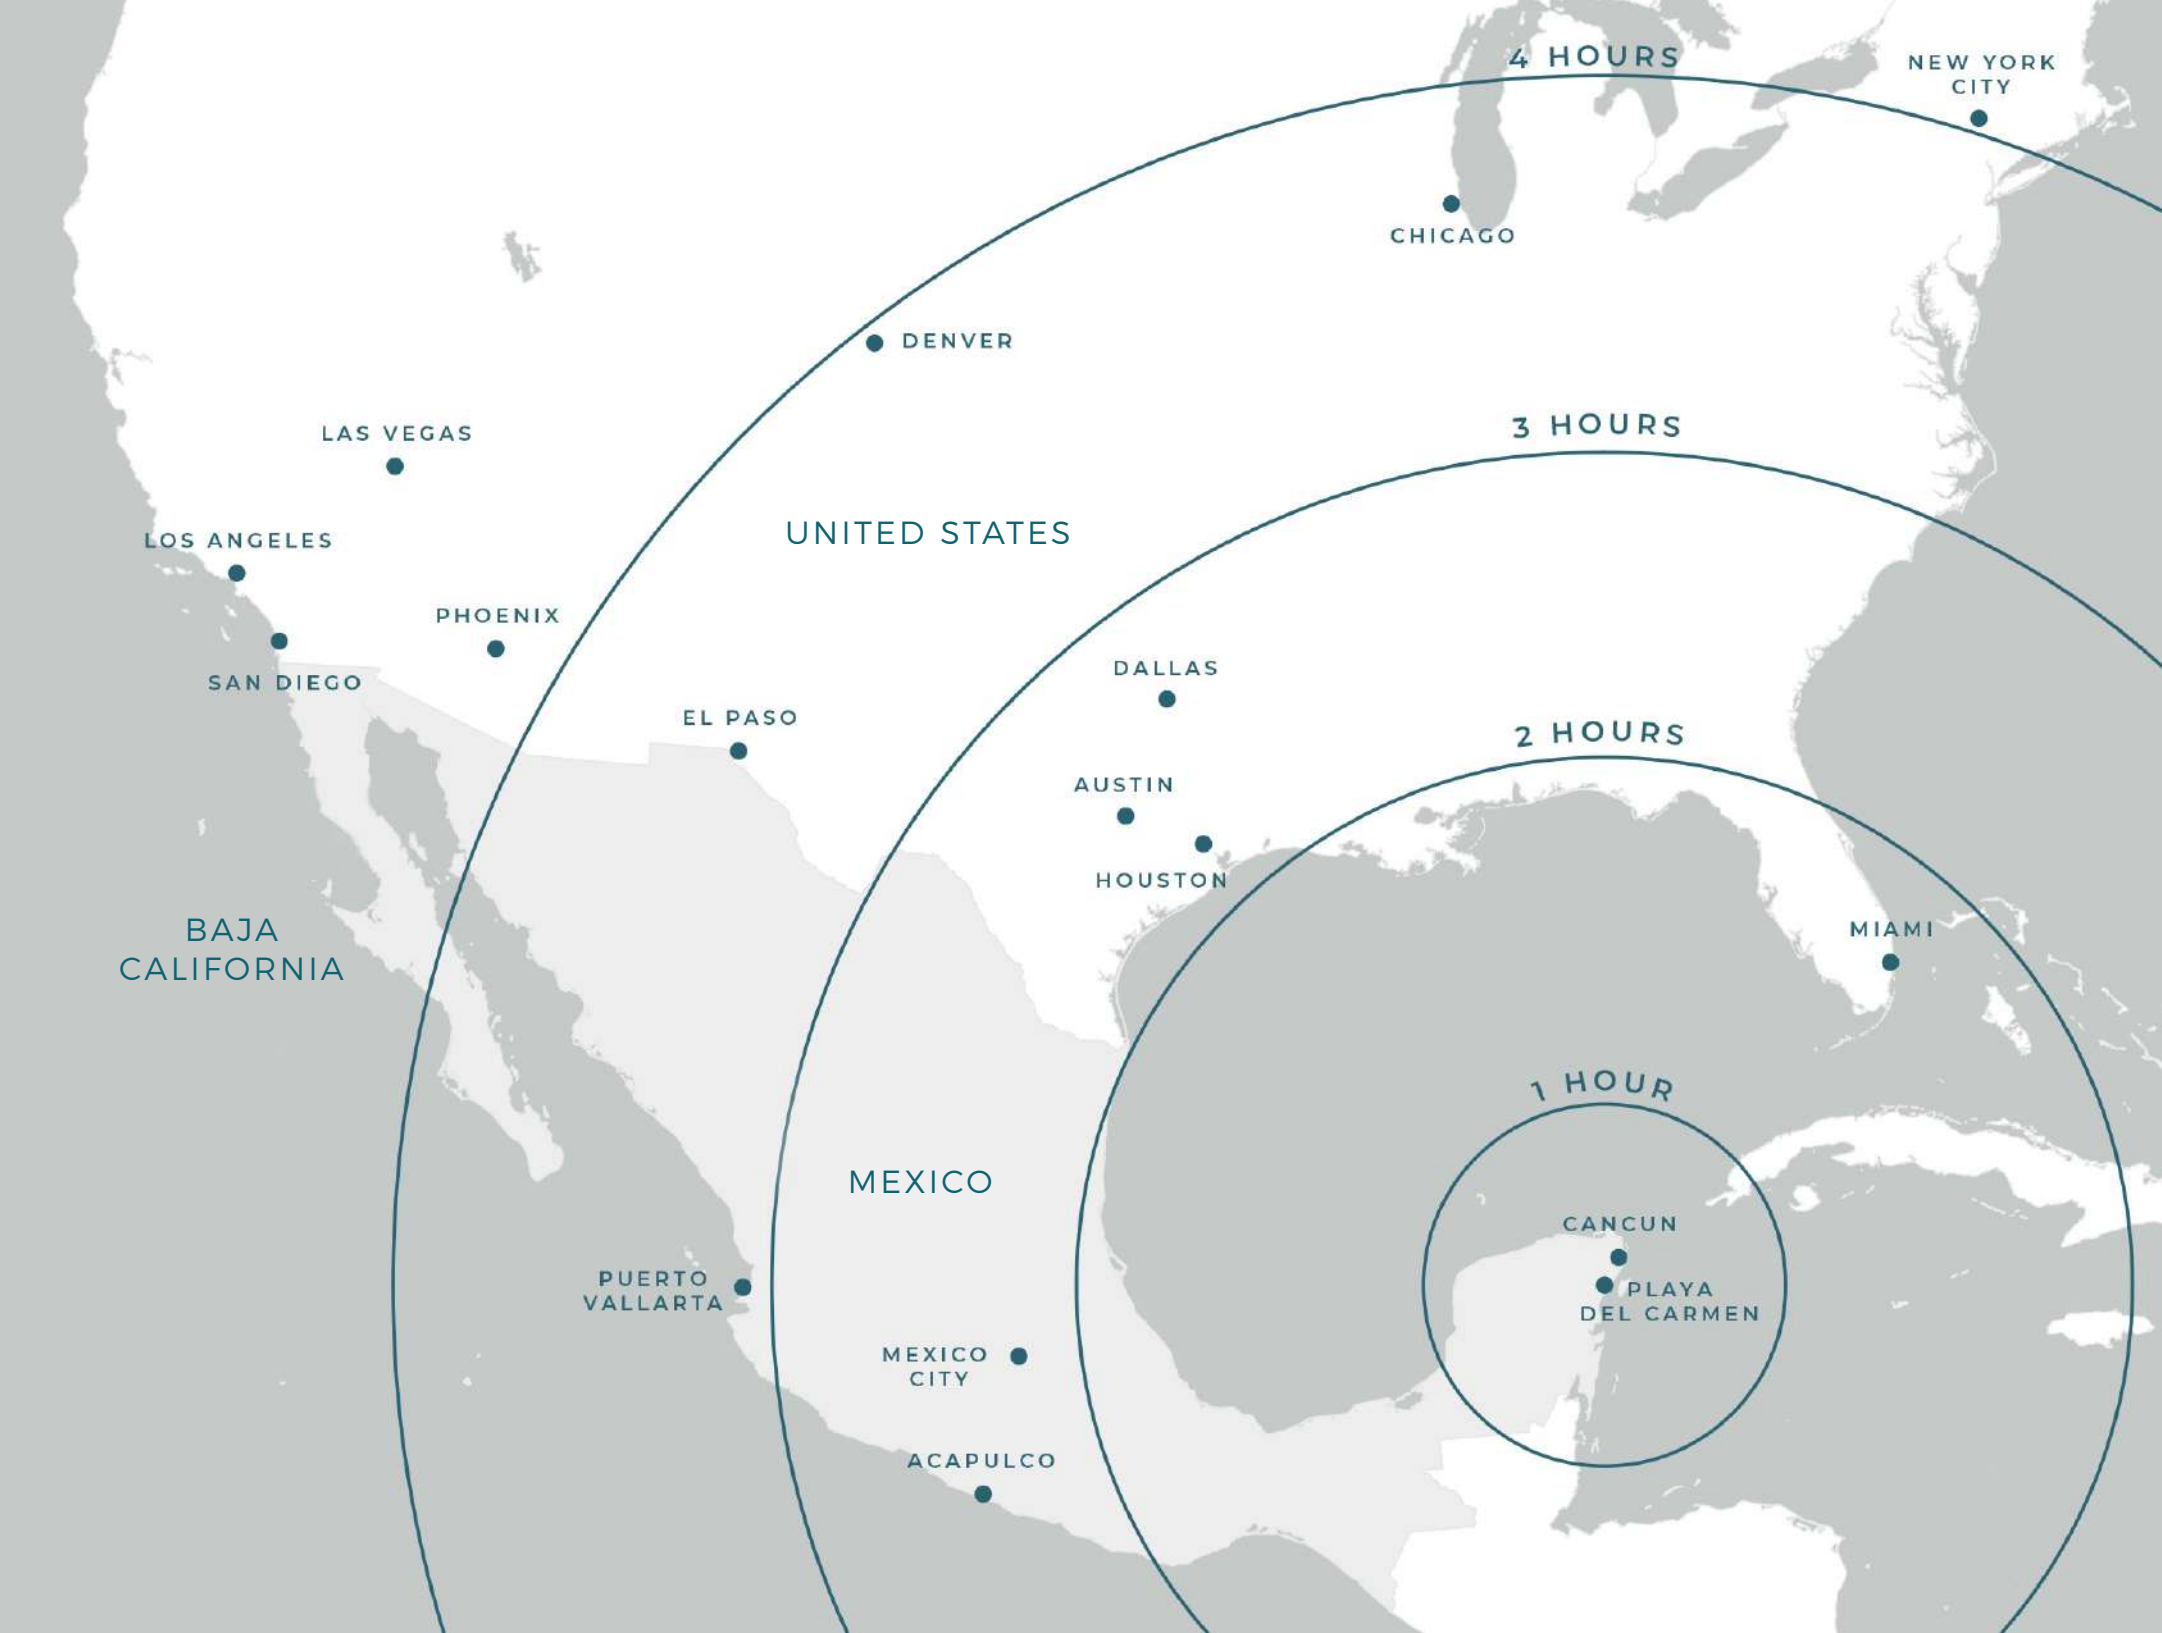 4 HOURS
NEW YORK
CITY
CHICAGO
DENVER
3 HOURS
LAS VEGAS
UNITED STATES
LOS ANGELES
PHOENIX
DALLAS
SAN DIEGO
EL PASO
2 HOURS
AUSTIN
HOUSTON
MIAMI
BAJA
CALIFORNIA
1 HOUR
MEXICO
CANCUN
PUERTO
VALLARTA
PLAYA
DEL CARMEN
MEXICO
CITY
ACAPULCO